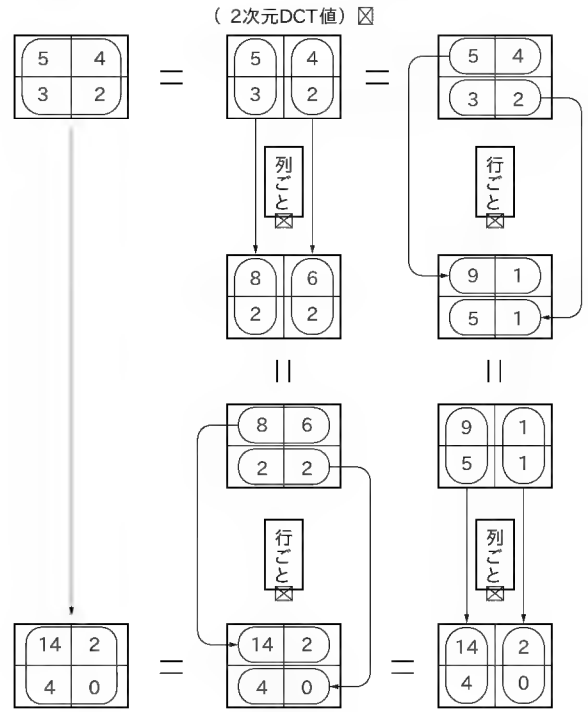 （ 2次元DCT値）
5 4 = 5 4 = 5 4
3 2 3 2 3 2
列ごと
行ごと
8 6 9 1
2 2 5 1
= =
8 6 9 1
2 2 5 1
行ごと
列ごと
14 2 = 14 2 = 14 2
4 0 4 0 4 0